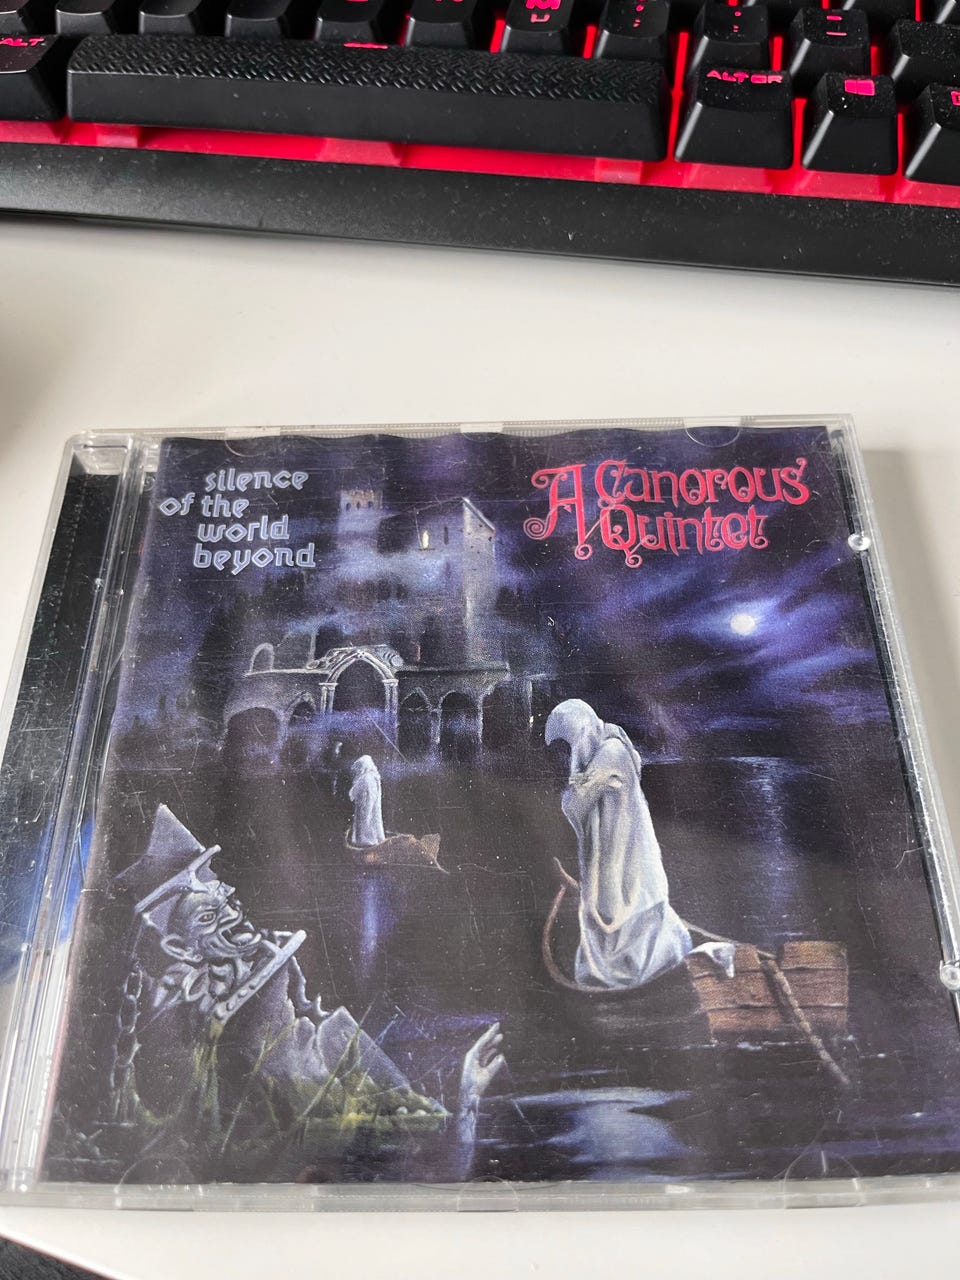 ALT
M
ALT GR
silence
of the
world
beyond
A Canorous
Quintet